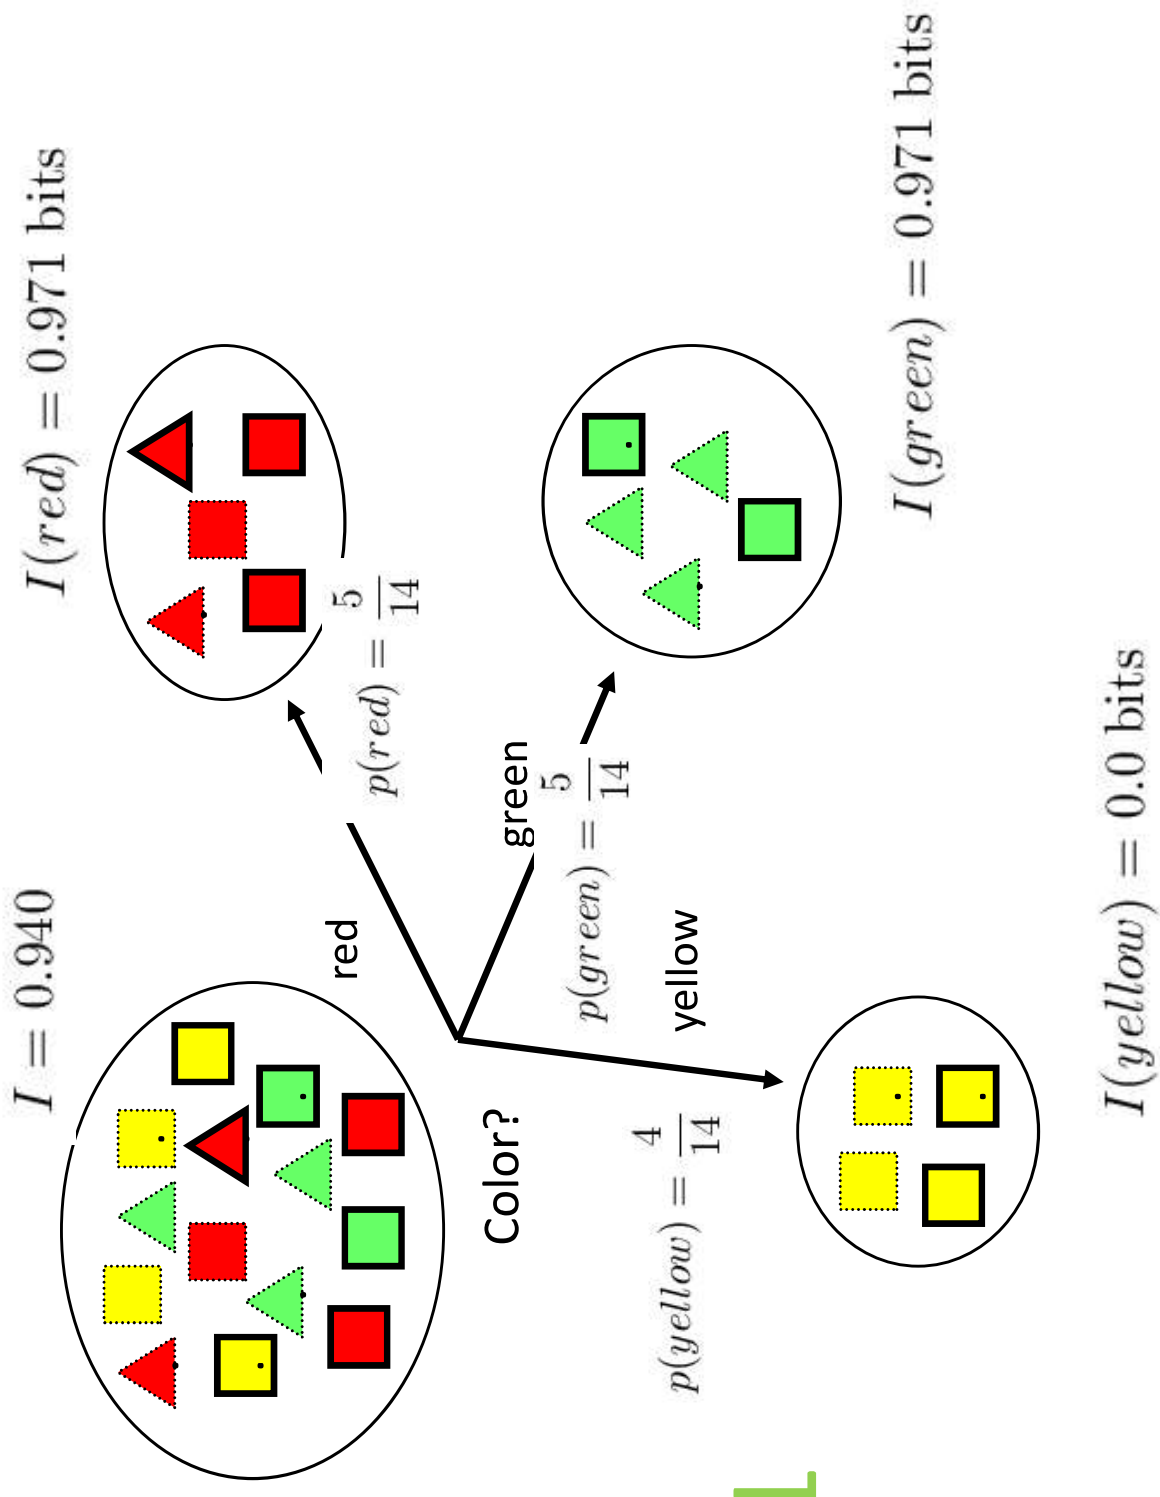 I = 0.940
I(red) = 0.971 bits
red
p(red) = 5/14
green
p(green) = 5/14
I(green) = 0.971 bits
Color?
yellow
p(yellow) = 4/14
I(yellow) = 0.0 bits